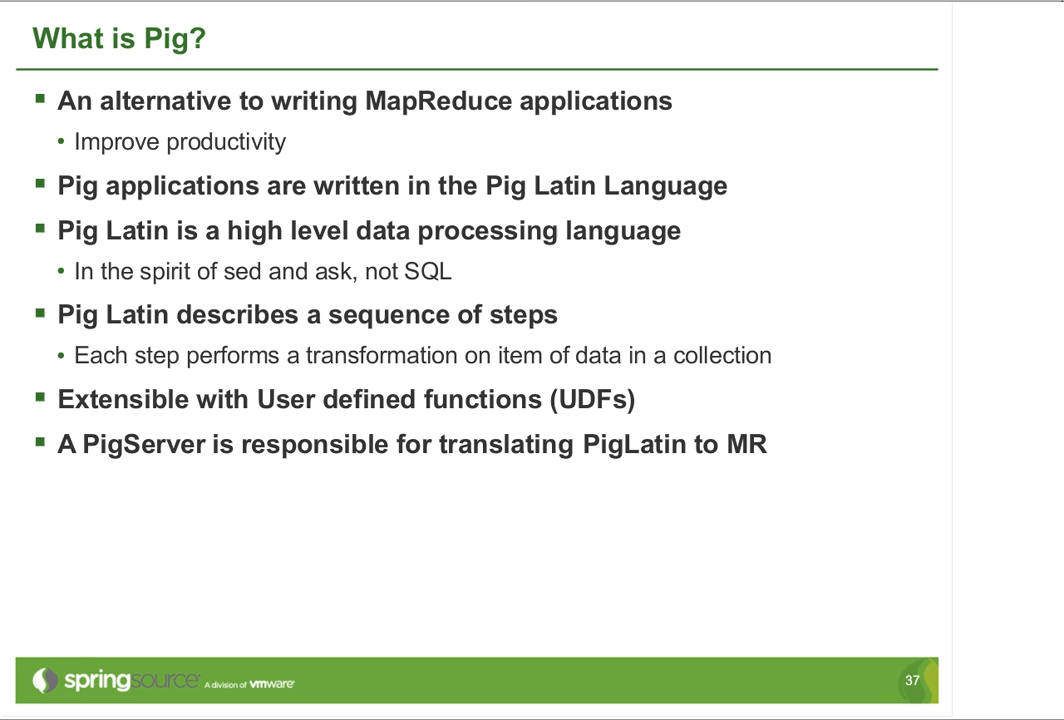 What is Pig?
An alternative to writing MapReduce applications
Improve productivity
Pig applications are written in the Pig Latin Language
Pig Latin is a high level data processing language
In the spirit of sed and ask, not SQL
Pig Latin describes a sequence of steps
Each step performs a transformation on item of data in a collection
Extensible with User defined functions (UDFs)
A PigServer is responsible for translating PigLatin to MR
springsource A division of vmware
37